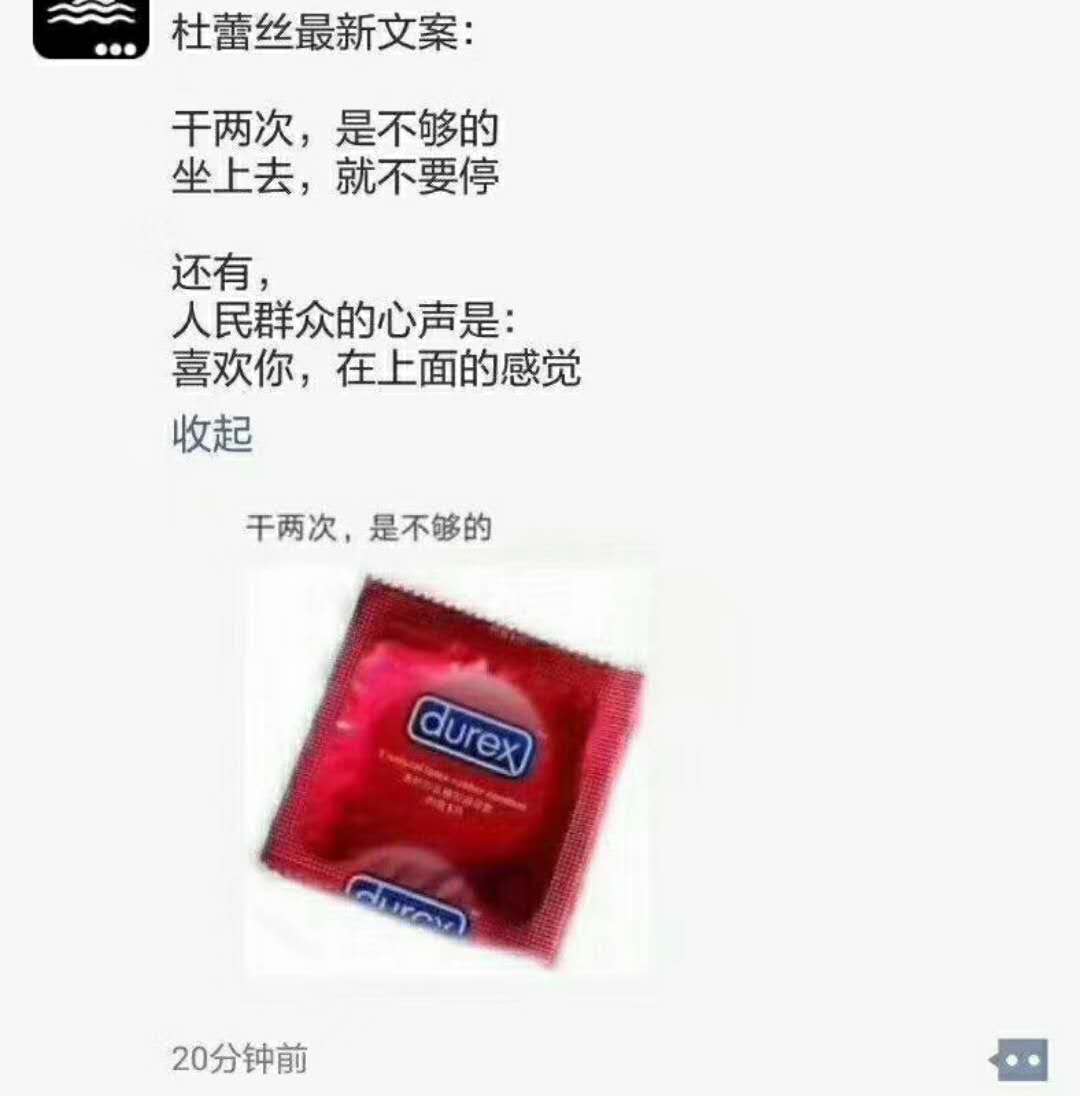 杜蕾丝最新文案：
干两次，是不够的
坐上去，就不要停
还有，
人民群众的心声是：
喜欢你，在上面的感觉
收起
干两次，是不够的
durex
durex
20分钟前